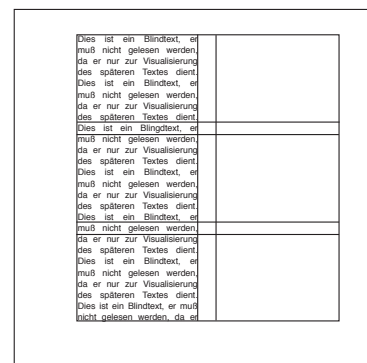 Dies ist ein Blindtext, er
muß nicht gelesen werden,
da er nur zur Visualisierung
des späteren Textes dient.
Dies ist ein Blindtext, er
muß nicht gelesen werden,
da er nur zur Visualisierung
des späteren Textes dient.
Dies ist ein Blingdtext, er
muß nicht gelesen werden,
da er nur zur Visualisierung
des späteren Textes dient.
Dies ist ein Blindtext, er
muß nicht gelesen werden,
da er nur zur Visualisierung
des späteren Textes dient.
Dies ist ein Blindtext, er
muß nicht gelesen werden,
da er nur zur Visualisierung
des späteren Textes dient.
Dies ist ein Blindtext, er
muß nicht gelesen werden,
da er nur zur Visualisierung
des späteren Textes dient.
Dies ist ein Blindtext, er muß
nicht gelesen werden, da er